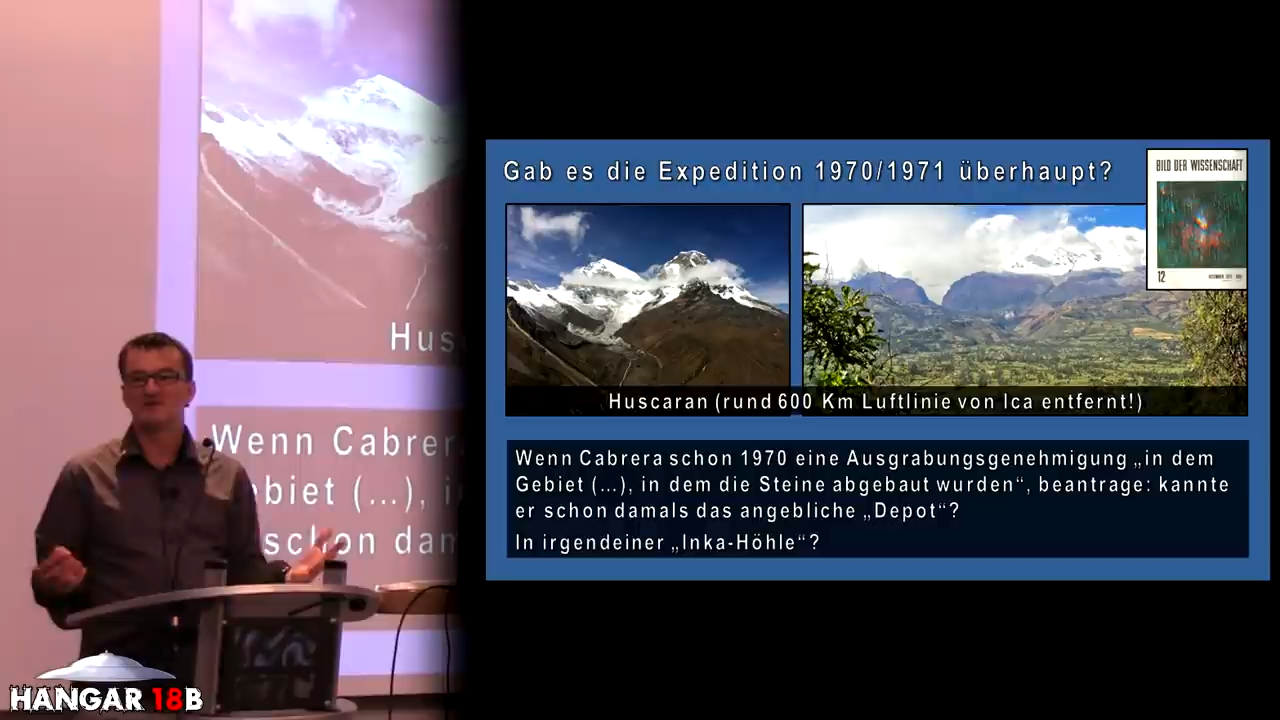 Husc
Wenn Cabrer
ebiet (...), i
schon dam
HANGAR 18B
Gab es die Expedition 1970/1971 überhaupt?
BILD DER WISSENSCHAFT
12
Huscaran (rund 600 Km Luftlinie von Ica entfernt!)
Wenn Cabrera schon 1970 eine Ausgrabungsgenehmigung „in dem
Gebiet (...), in dem die Steine abgebaut wurden“, beantrage: kannte
er schon damals das angebliche „Depot“?
In irgendeiner „Inka-Höhle“?